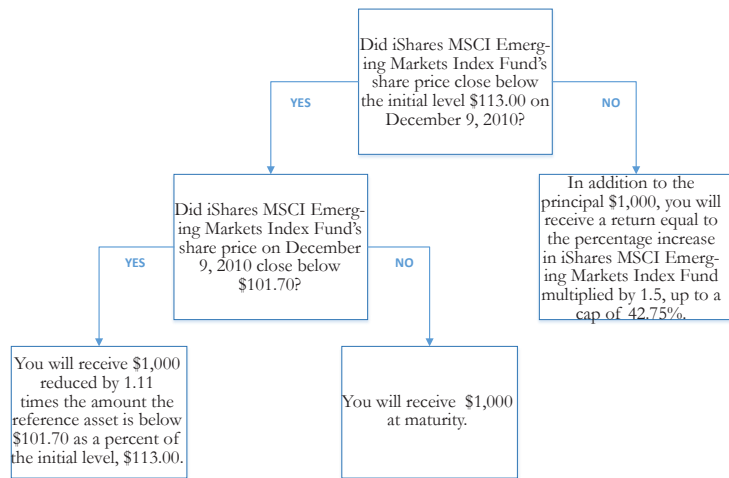 Did iShares MSCI Emerg-
ing Markets Index Fund's
share price close below
the initial level $113.00 on
December 9, 2010?
YES
NO
Did iShares MSCI Emerg-
ing Markets Index Fund's
share price on December
9, 2010 close below
$101.70?
In addition to the
principal $1,000, you will
receive a return equal to
the percentage increase
in iShares MSCI Emerg-
ing Markets Index Fund
multiplied by 1.5, up to a
cap of 42.75%.
YES
NO
You will receive $1,000
reduced by 1.11
times the amount the
reference asset is below
$101.70 as a percent of
the initial level, $113.00.
You will receive $1,000
at maturity.